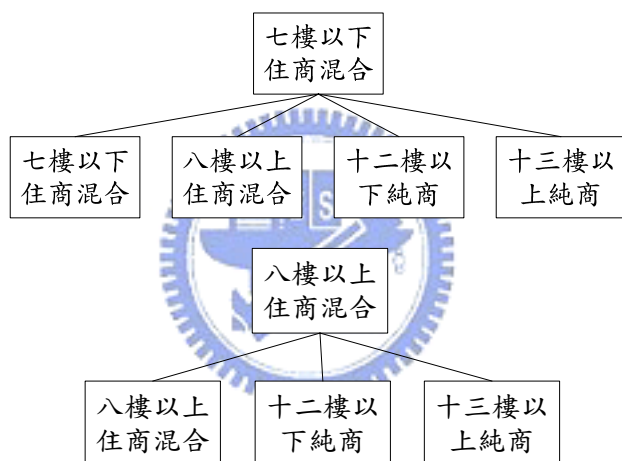 七樓以下
住商混合
七樓以下
住商混合
八樓以上
住商混合
十二樓以
下純商
十三樓以
上純商
八樓以上
住商混合
八樓以上
住商混合
十二樓以
下純商
十三樓以
上純商